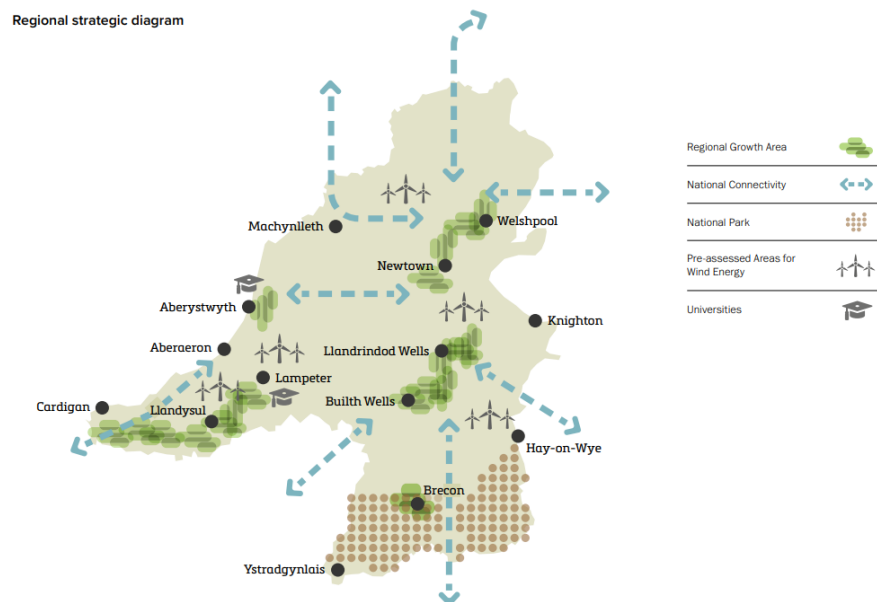 Regional strategic diagram
Regional Growth Area
National Connectivity
National Park
Pre-assessed Areas for
Wind Energy
Universities
Machynlleth
Welshpool
Newtown
Aberystwyth
Knighton
Aberaeron
Llandrindod Wells
Lampeter
Cardigan
Llandysul
Builth Wells
Hay-on-Wye
Brecon
Ystradgynlais